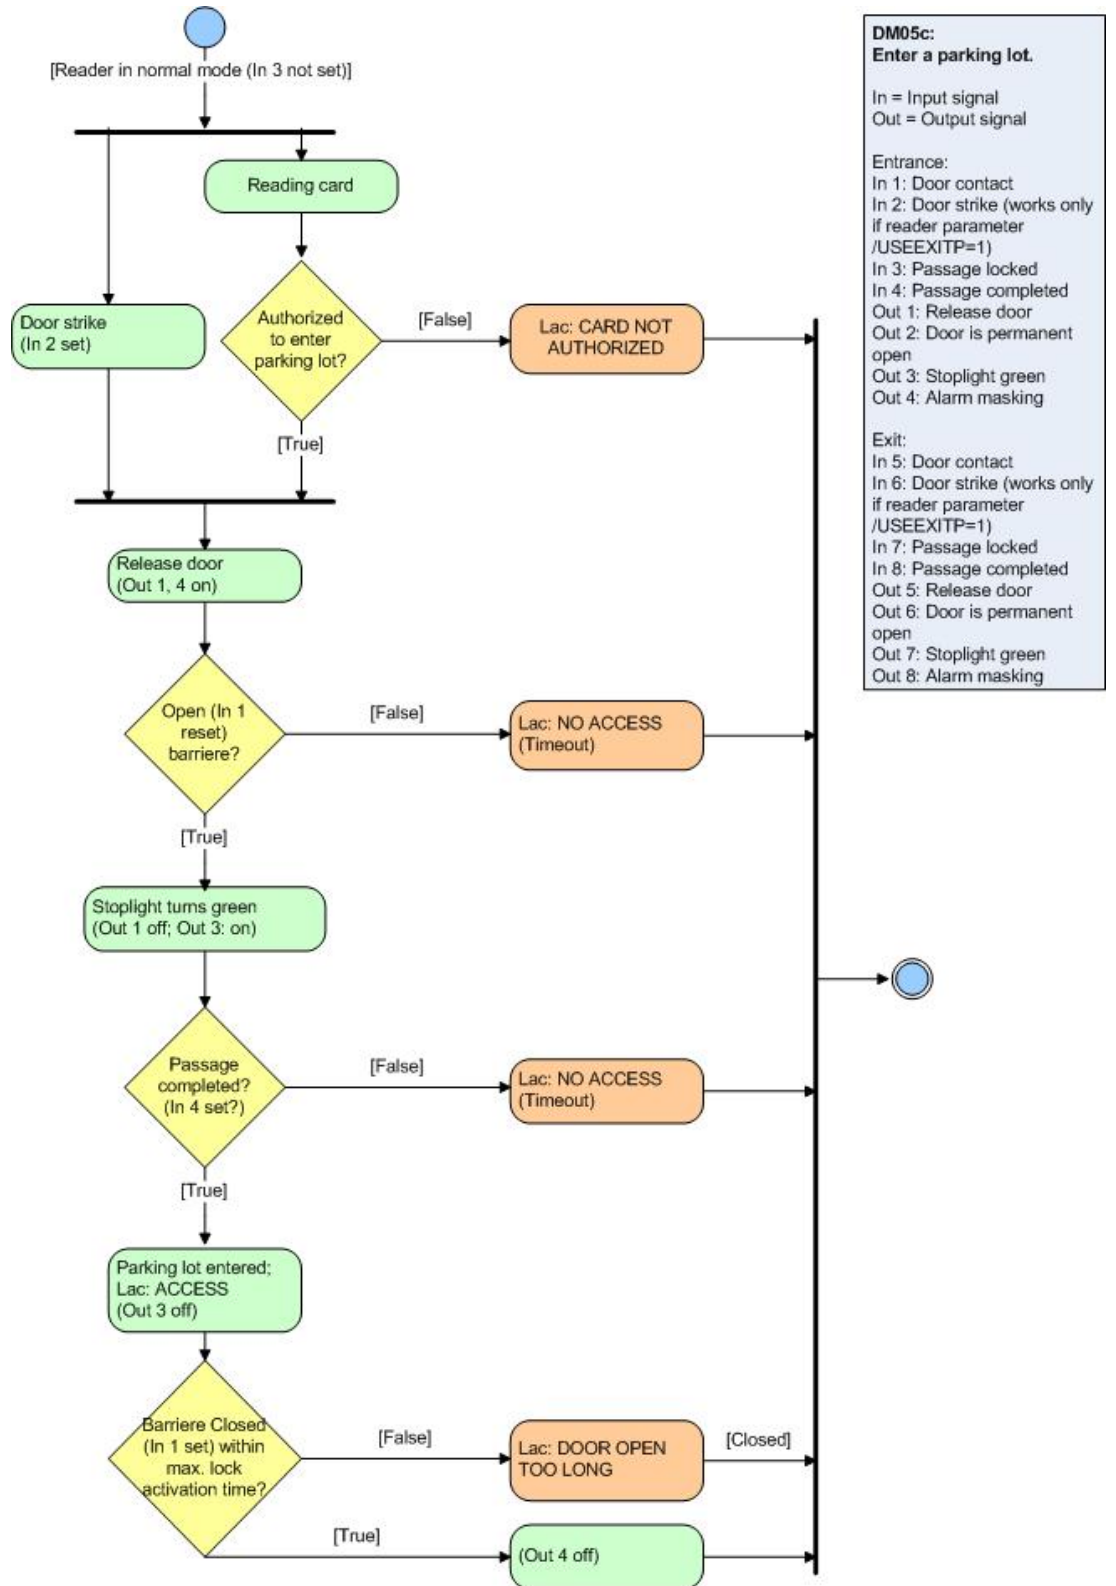 [Reader in normal mode (In 3 not set)]
Reading card
Door strike
(In 2 set)
Authorized
to enter
parking lot?
[False]
Lac: CARD NOT
AUTHORIZED
[True]
Release door
(Out 1, 4 on)
Open (In 1
reset)
barriere?
[False]
Lac: NO ACCESS
(Timeout)
[True]
Stoplight turns green
(Out 1 off; Out 3: on)
Passage
completed?
(In 4 set?)
[False]
Lac: NO ACCESS
(Timeout)
[True]
Parking lot entered;
Lac: ACCESS
(Out 3 off)
Barriere Closed
(In 1 set) within
max. lock
activation time?
[False]
Lac: DOOR OPEN
TOO LONG
[Closed]
[True]
(Out 4 off)
DM05c:
Enter a parking lot.
In = Input signal
Out = Output signal
Entrance:
In 1: Door contact
In 2: Door strike (works only
if reader parameter
/USEEXITP=1)
In 3: Passage locked
In 4: Passage completed
Out 1: Release door
Out 2: Door is permanent
open
Out 3: Stoplight green
Out 4: Alarm masking
Exit:
In 5: Door contact
In 6: Door strike (works only
if reader parameter
/USEEXITP=1)
In 7: Passage locked
In 8: Passage completed
Out 5: Release door
Out 6: Door is permanent
open
Out 7: Stoplight green
Out 8: Alarm masking